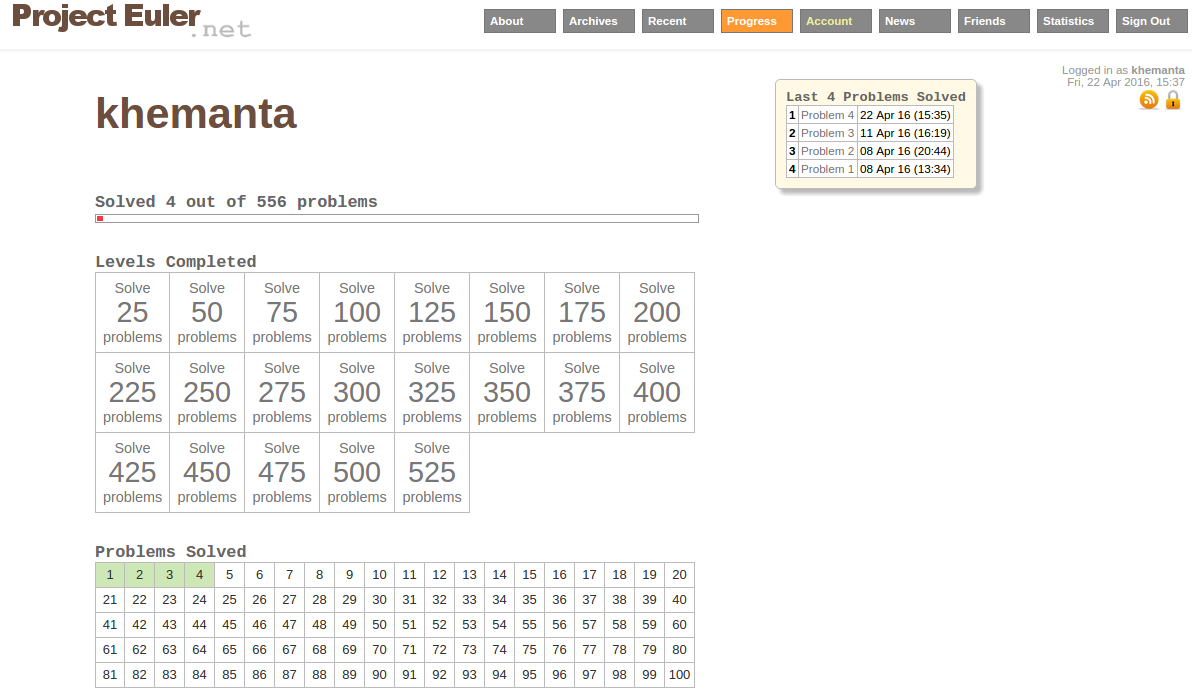 Project Euler
.net
About Archives Recent Progress Account News Friends Statistics Sign Out
Logged in as khemanta
Fri, 22 Apr 2016, 15:37
khemanta
Last 4 Problems Solved
1 Problem 4 22 Apr 16 (15:35)
2 Problem 3 11 Apr 16 (16:19)
3 Problem 2 08 Apr 16 (20:44)
4 Problem 1 08 Apr 16 (13:34)
Solved 4 out of 556 problems
Levels Completed
Solve Solve Solve Solve Solve Solve Solve Solve
25 50 75 100 125 150 175 200
problems problems problems problems problems problems problems problems
Solve Solve Solve Solve Solve Solve Solve Solve
225 250 275 300 325 350 375 400
problems problems problems problems problems problems problems problems
Solve Solve Solve Solve Solve
425 450 475 500 525
problems problems problems problems problems
Problems Solved
1 2 3 4 5 6 7 8 9 10 11 12 13 14 15 16 17 18 19 20
21 22 23 24 25 26 27 28 29 30 31 32 33 34 35 36 37 38 39 40
41 42 43 44 45 46 47 48 49 50 51 52 53 54 55 56 57 58 59 60
61 62 63 64 65 66 67 68 69 70 71 72 73 74 75 76 77 78 79 80
81 82 83 84 85 86 87 88 89 90 91 92 93 94 95 96 97 98 99 100